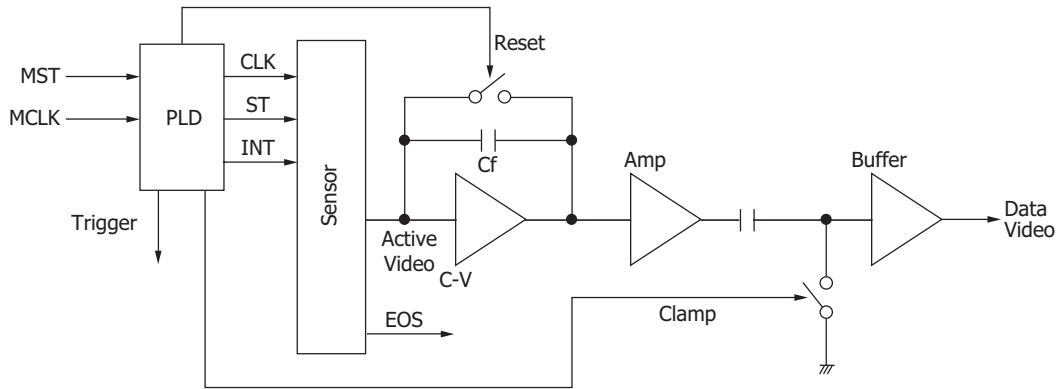 Reset
MST
MCLK
PLD
CLK
ST
INT
Trigger
Sensor
Active
Video
Cf
C-V
Amp
Buffer
Data
Video
EOS
Clamp